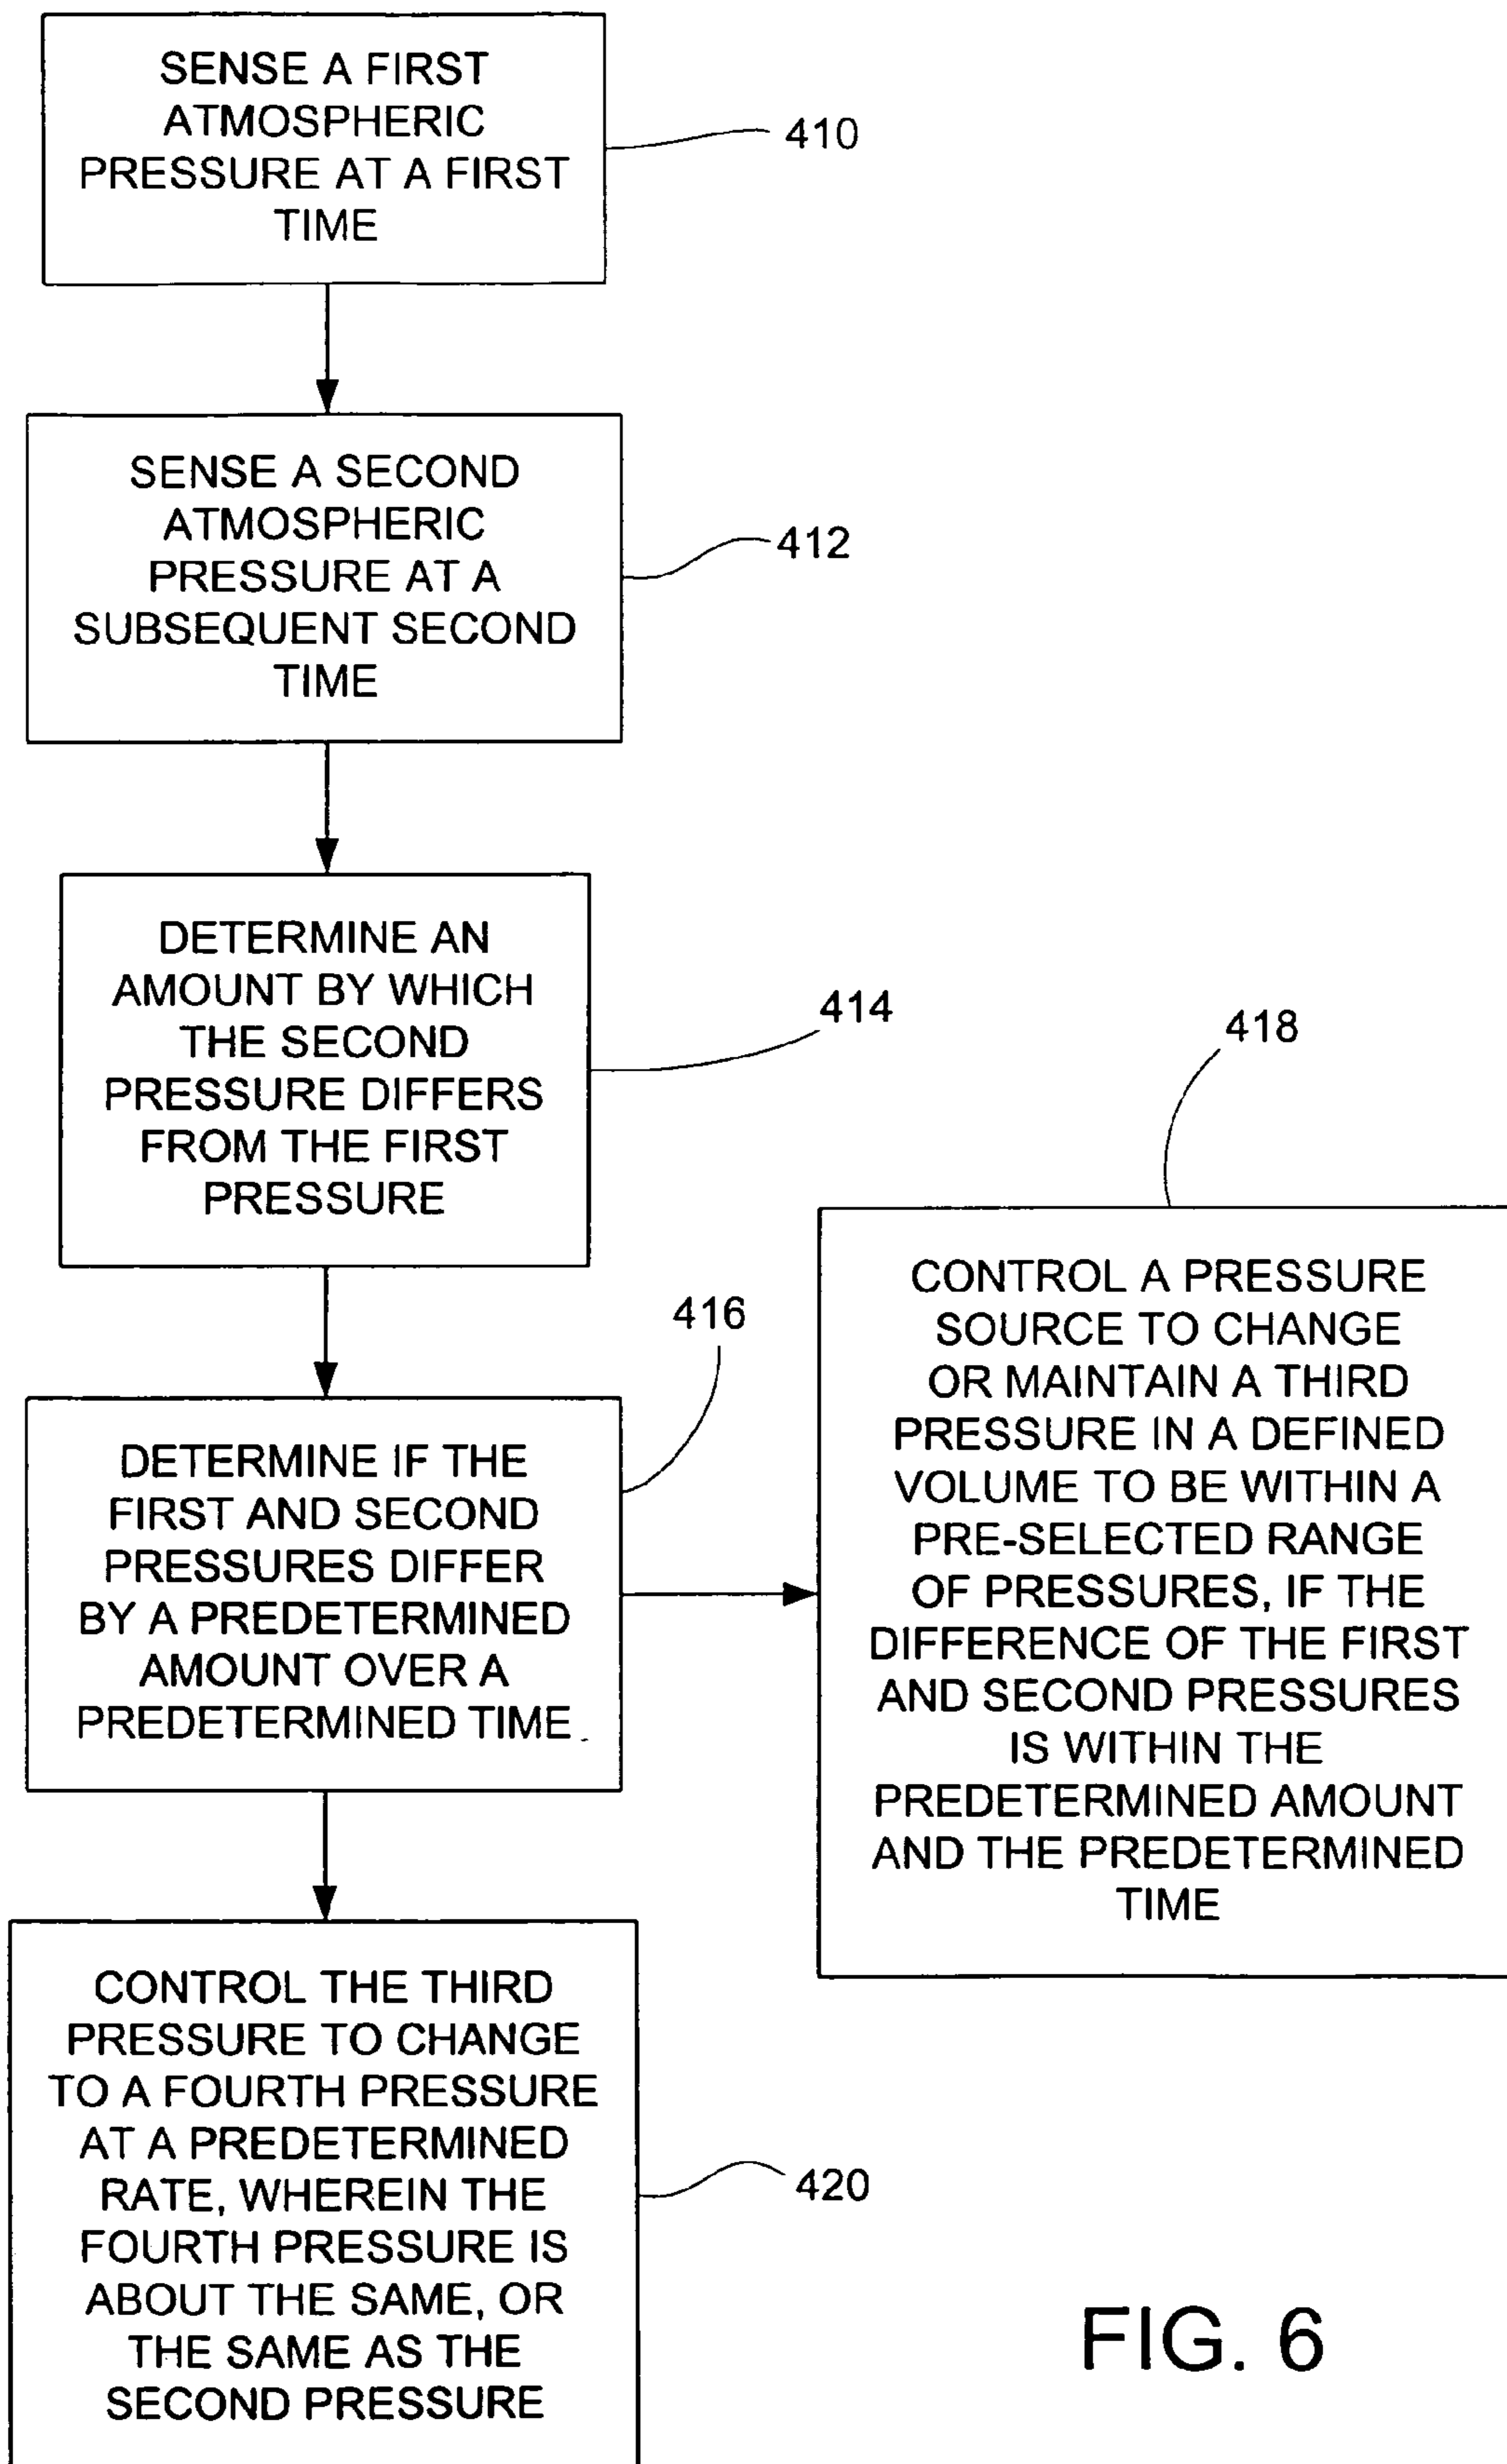 SENSE A FIRST
ATMOSPHERIC
PRESSURE AT A FIRST
TIME
410
SENSE A SECOND
ATMOSPHERIC
PRESSURE AT A
SUBSEQUENT SECOND
TIME
412
DETERMINE AN
AMOUNT BY WHICH
THE SECOND
PRESSURE DIFFERS
FROM THE FIRST
PRESSURE
414
DETERMINE IF THE
FIRST AND SECOND
PRESSURES DIFFER
BY A PREDETERMINED
AMOUNT OVER A
PREDETERMINED TIME
416
418
CONTROL A PRESSURE
SOURCE TO CHANGE
OR MAINTAIN A THIRD
PRESSURE IN A DEFINED
VOLUME TO BE WITHIN A
PRE-SELECTED RANGE
OF PRESSURES, IF THE
DIFFERENCE OF THE FIRST
AND SECOND PRESSURES
IS WITHIN THE
PREDETERMINED AMOUNT
AND THE PREDETERMINED
TIME
CONTROL THE THIRD
PRESSURE TO CHANGE
TO A FOURTH PRESSURE
AT A PREDETERMINED
RATE, WHEREIN THE
FOURTH PRESSURE IS
ABOUT THE SAME, OR
THE SAME AS THE
SECOND PRESSURE
420
FIG. 6